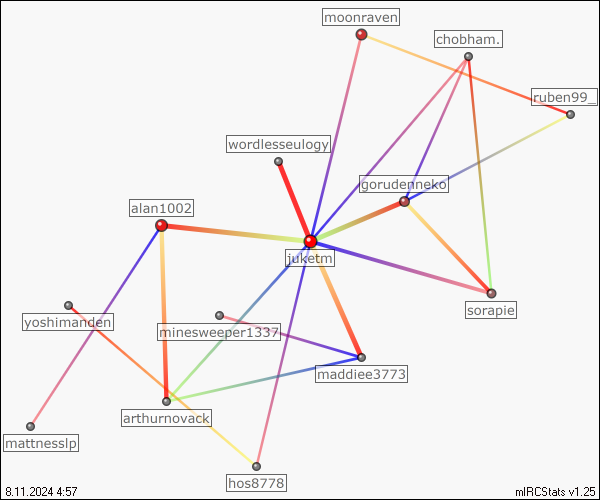 moonraven
chobham.
ruben99_
wordlesseulogy
gorudenneko
alan1002
juketm
sorapie
yoshimanden
minesweeper1337
maddiee3773
arthurnovack
mattnesslp
hos8778
8.11.2024 4:57
mIRCStats v1.25